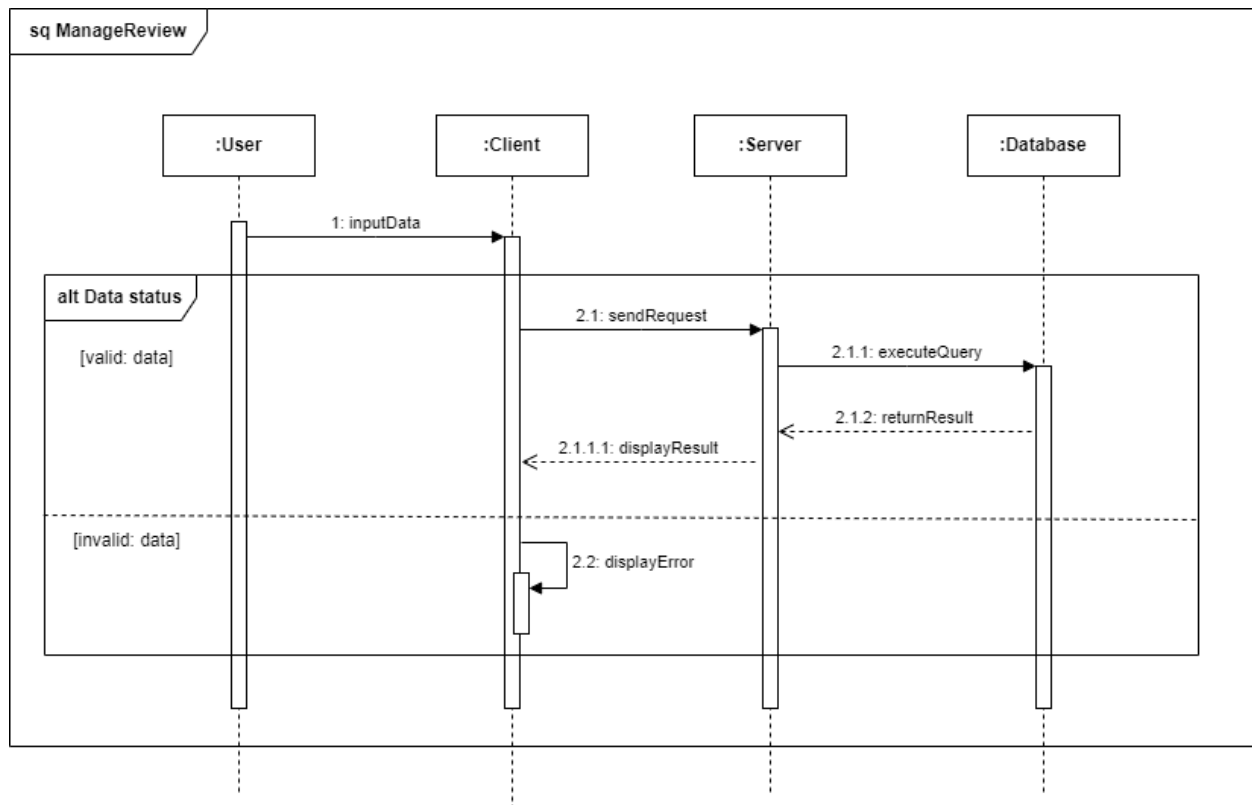 sq ManageReview
:User
:Client
:Server
:Database
1: inputData
alt Data status
2.1: sendRequest
[valid: data]
2.1.1: executeQuery
2.1.2: returnResult
2.1.1.1: displayResult
[invalid: data]
2.2: displayError